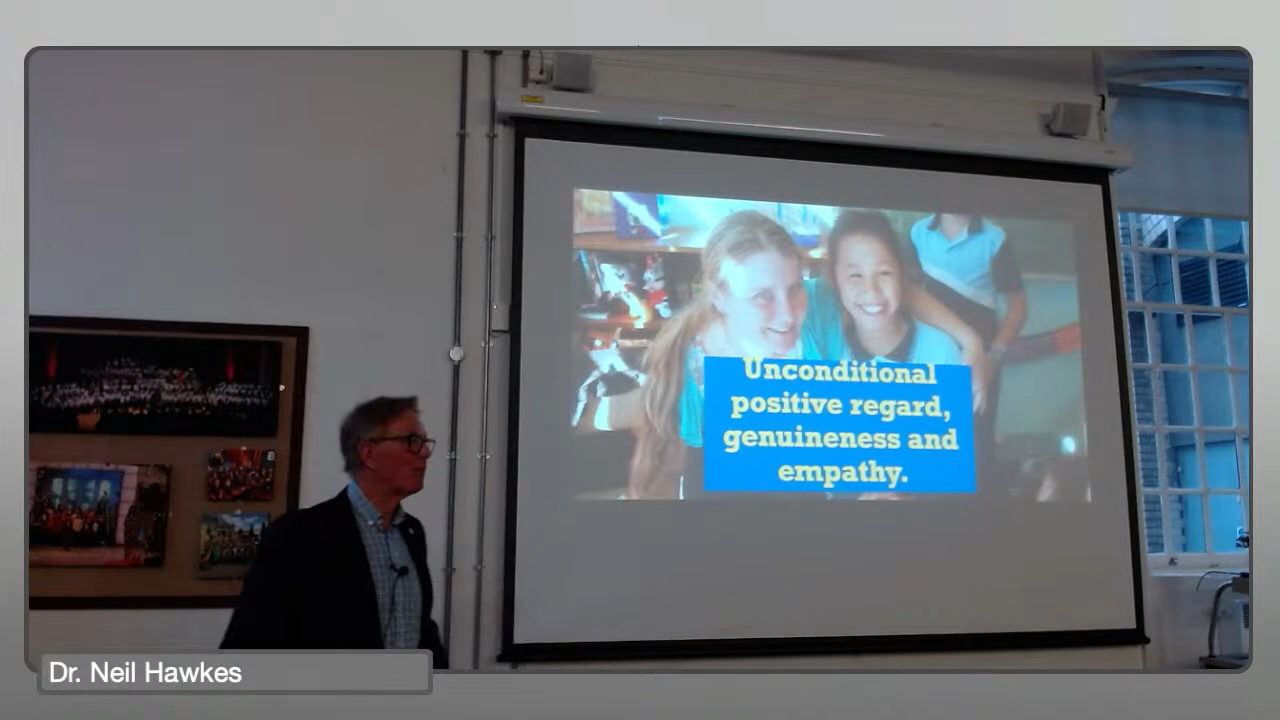 Unconditional
positive regard,
genuineness and
empathy.
Dr. Neil Hawkes